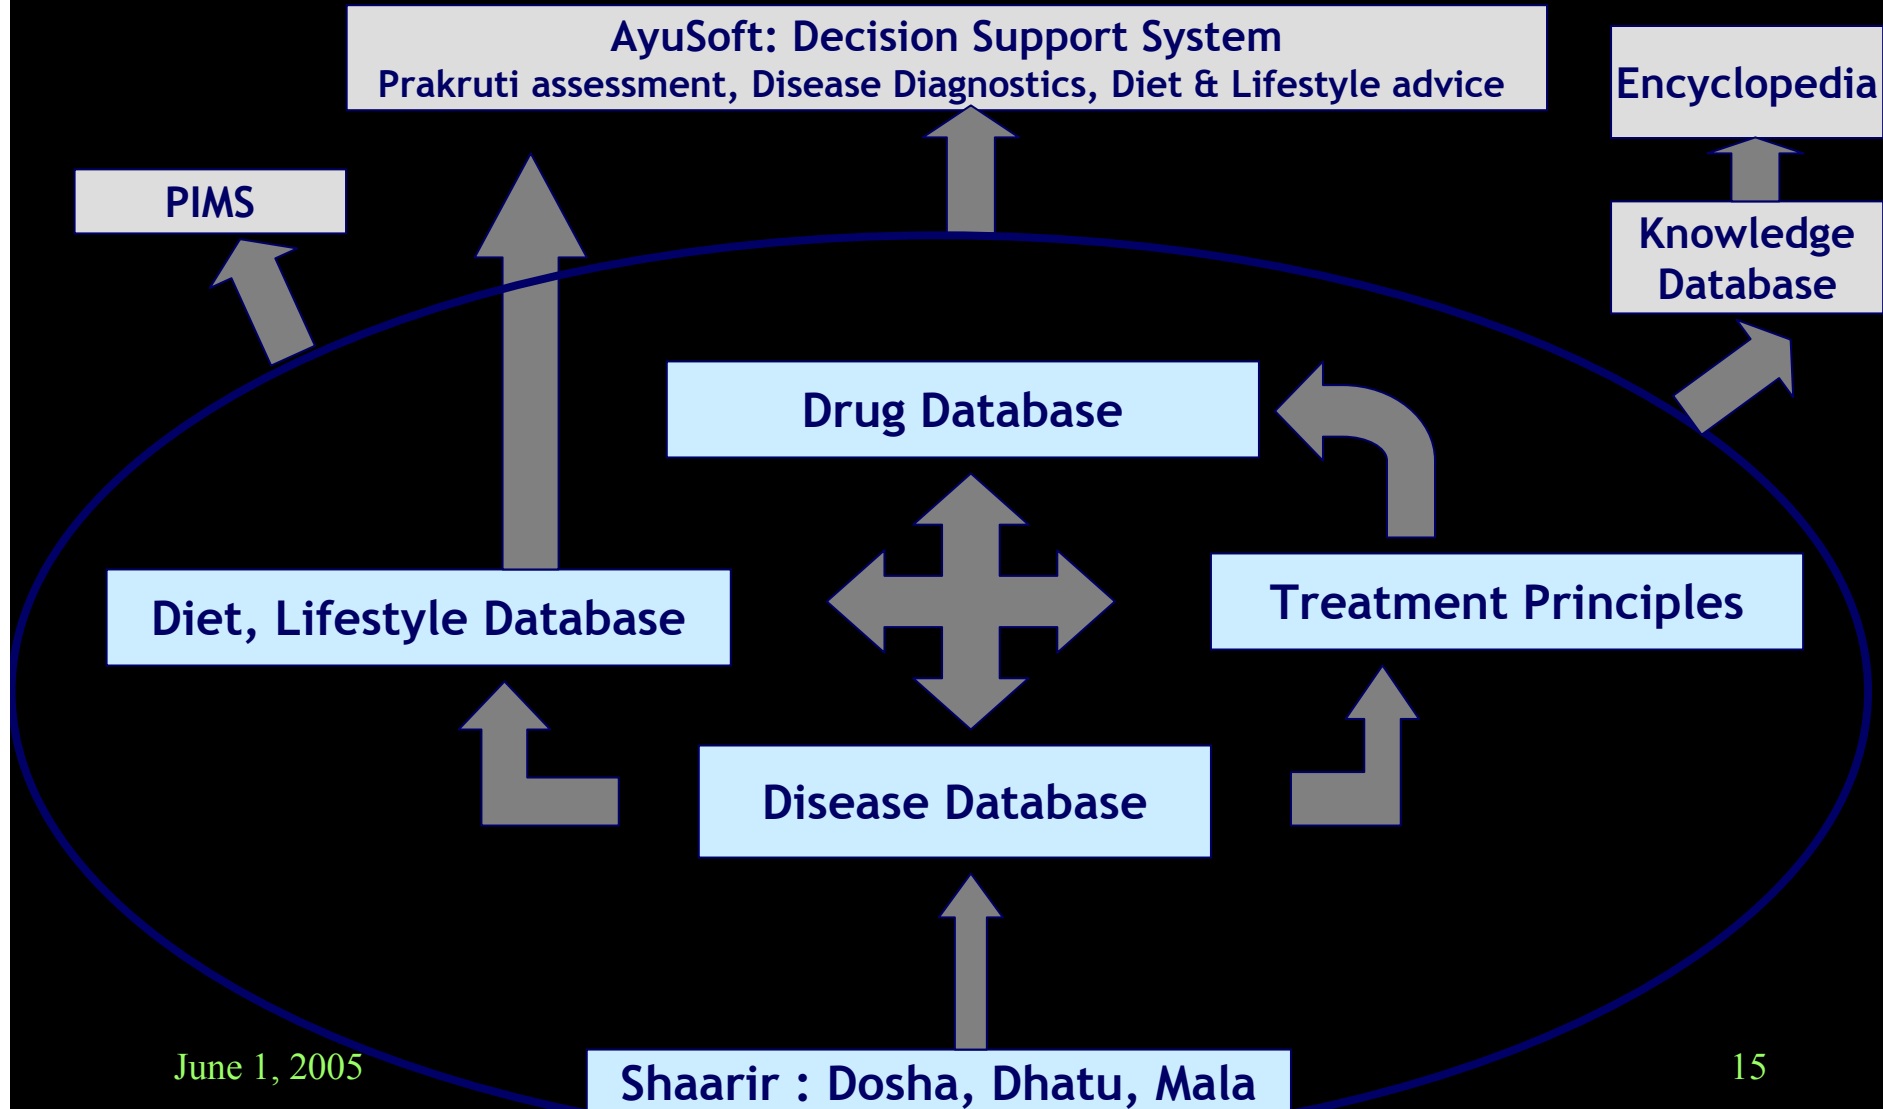 AyuSoft: Decision Support System
Prakruti assessment, Disease Diagnostics, Diet & Lifestyle advice
Encyclopedia
PIMS
Knowledge
Database
Drug Database
Diet, Lifestyle Database
Treatment Principles
Disease Database
Shaarir : Dosha, Dhatu, Mala
June 1, 2005
15